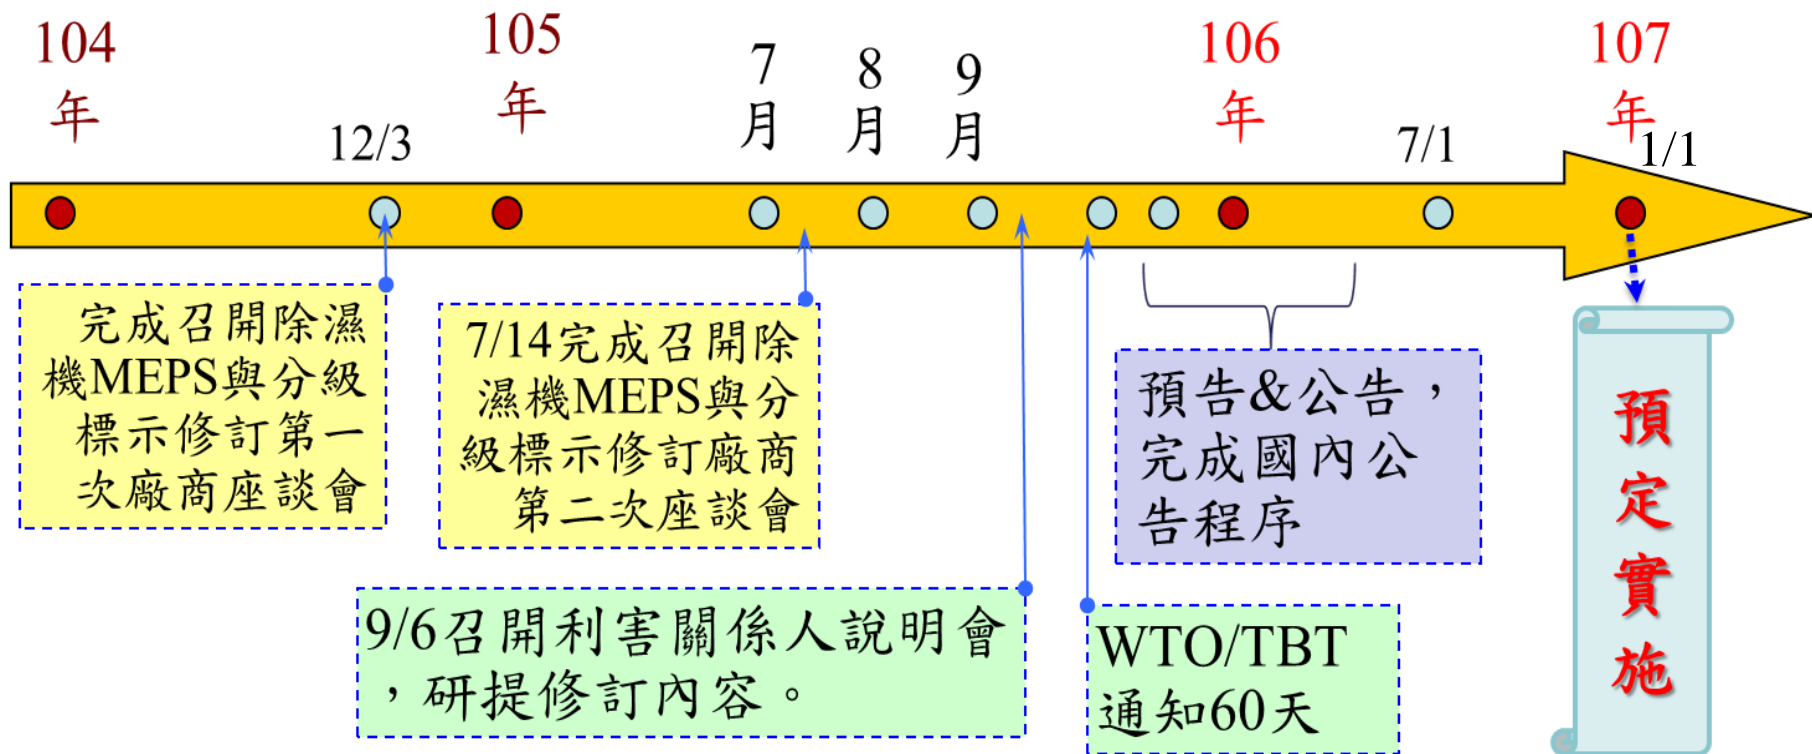 104
年
105
年
106
年
107
年
12/3
7
月
8
月
9
月
7/1
1/1
完成召開除濕
機MEPS與分級
標示修訂第一
次廠商座談會
7/14完成召開除
濕機MEPS與分
級標示修訂廠商
第二次座談會
9/6召開利害關係人說明會
，研提修訂內容。
WTO/TBT
通知60天
預告&公告，
完成國內公
告程序
預
定
實
施